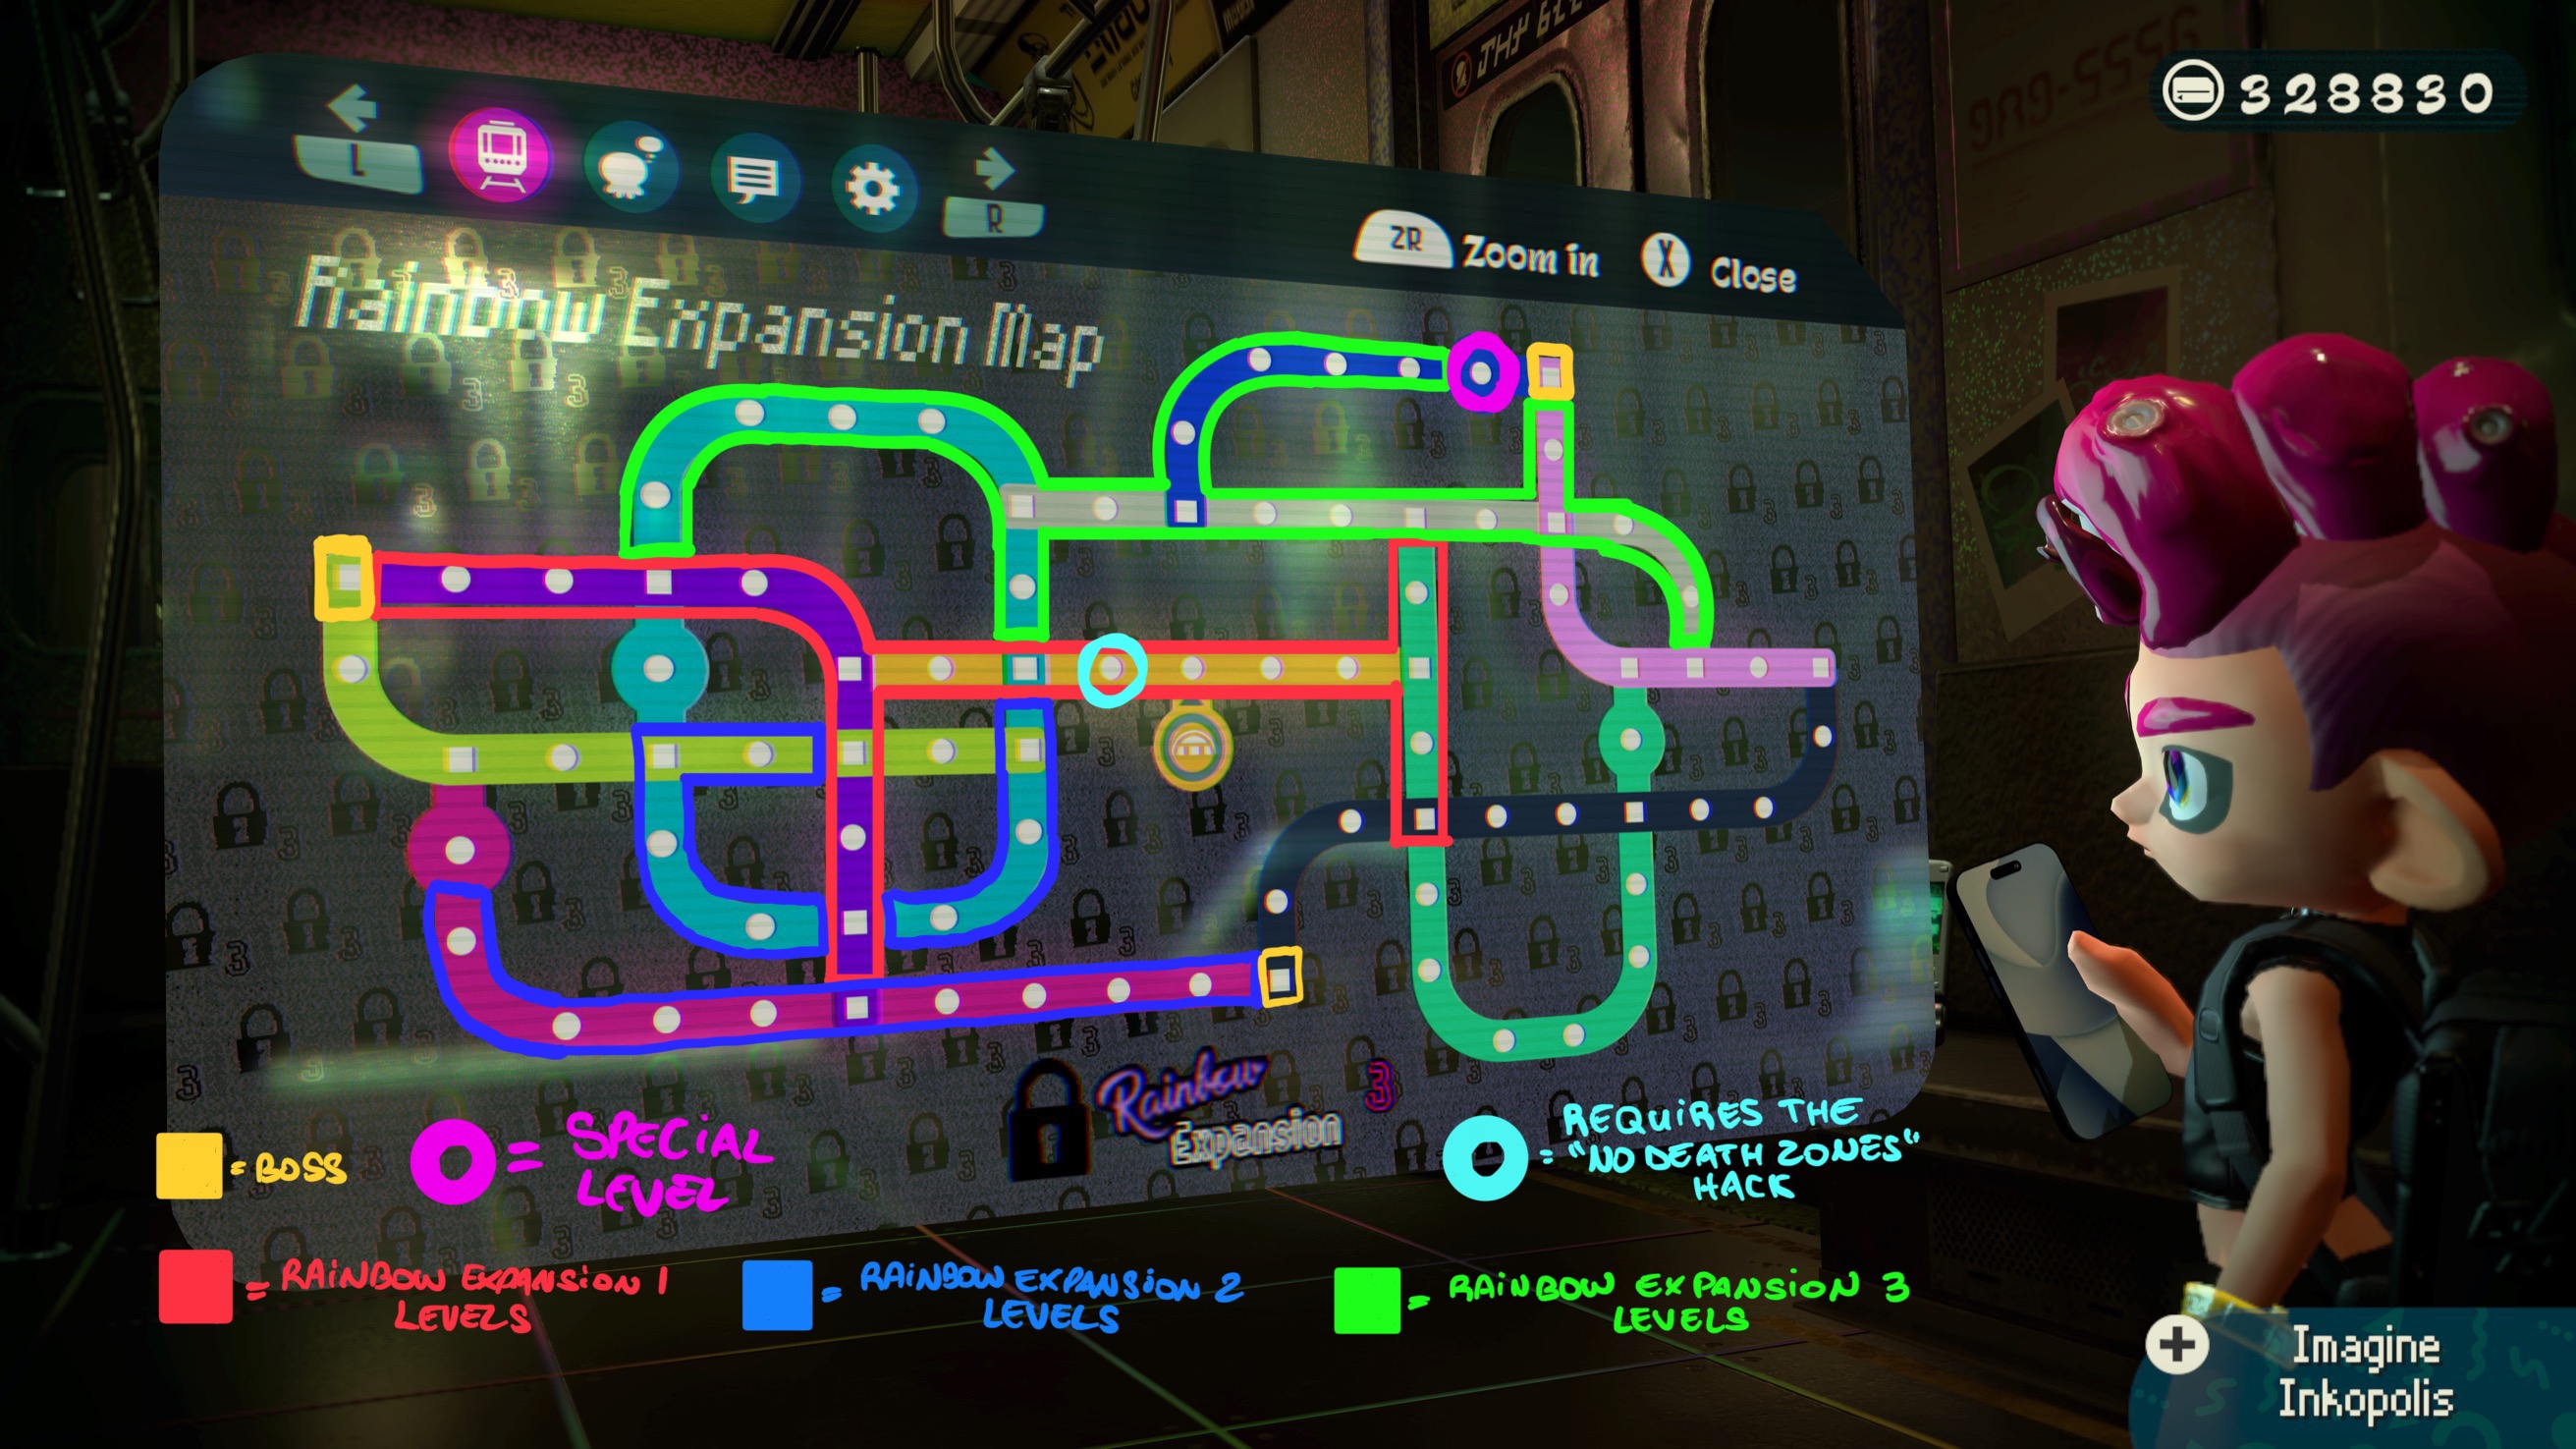 328830
L
R
ZR Zoom in X Close
Rainbow Expansion Map
Rainbow 3
Expansion
= BOSS
= SPECIAL
LEVEL
= REQUIRES THE
"NO DEATH ZONES"
HACK
= RAINBOW EXPANSION 1
LEVELS
= RAINBOW EXPANSION 2
LEVELS
= RAINBOW EXPANSION 3
LEVELS
+ Imagine
Inkopolis